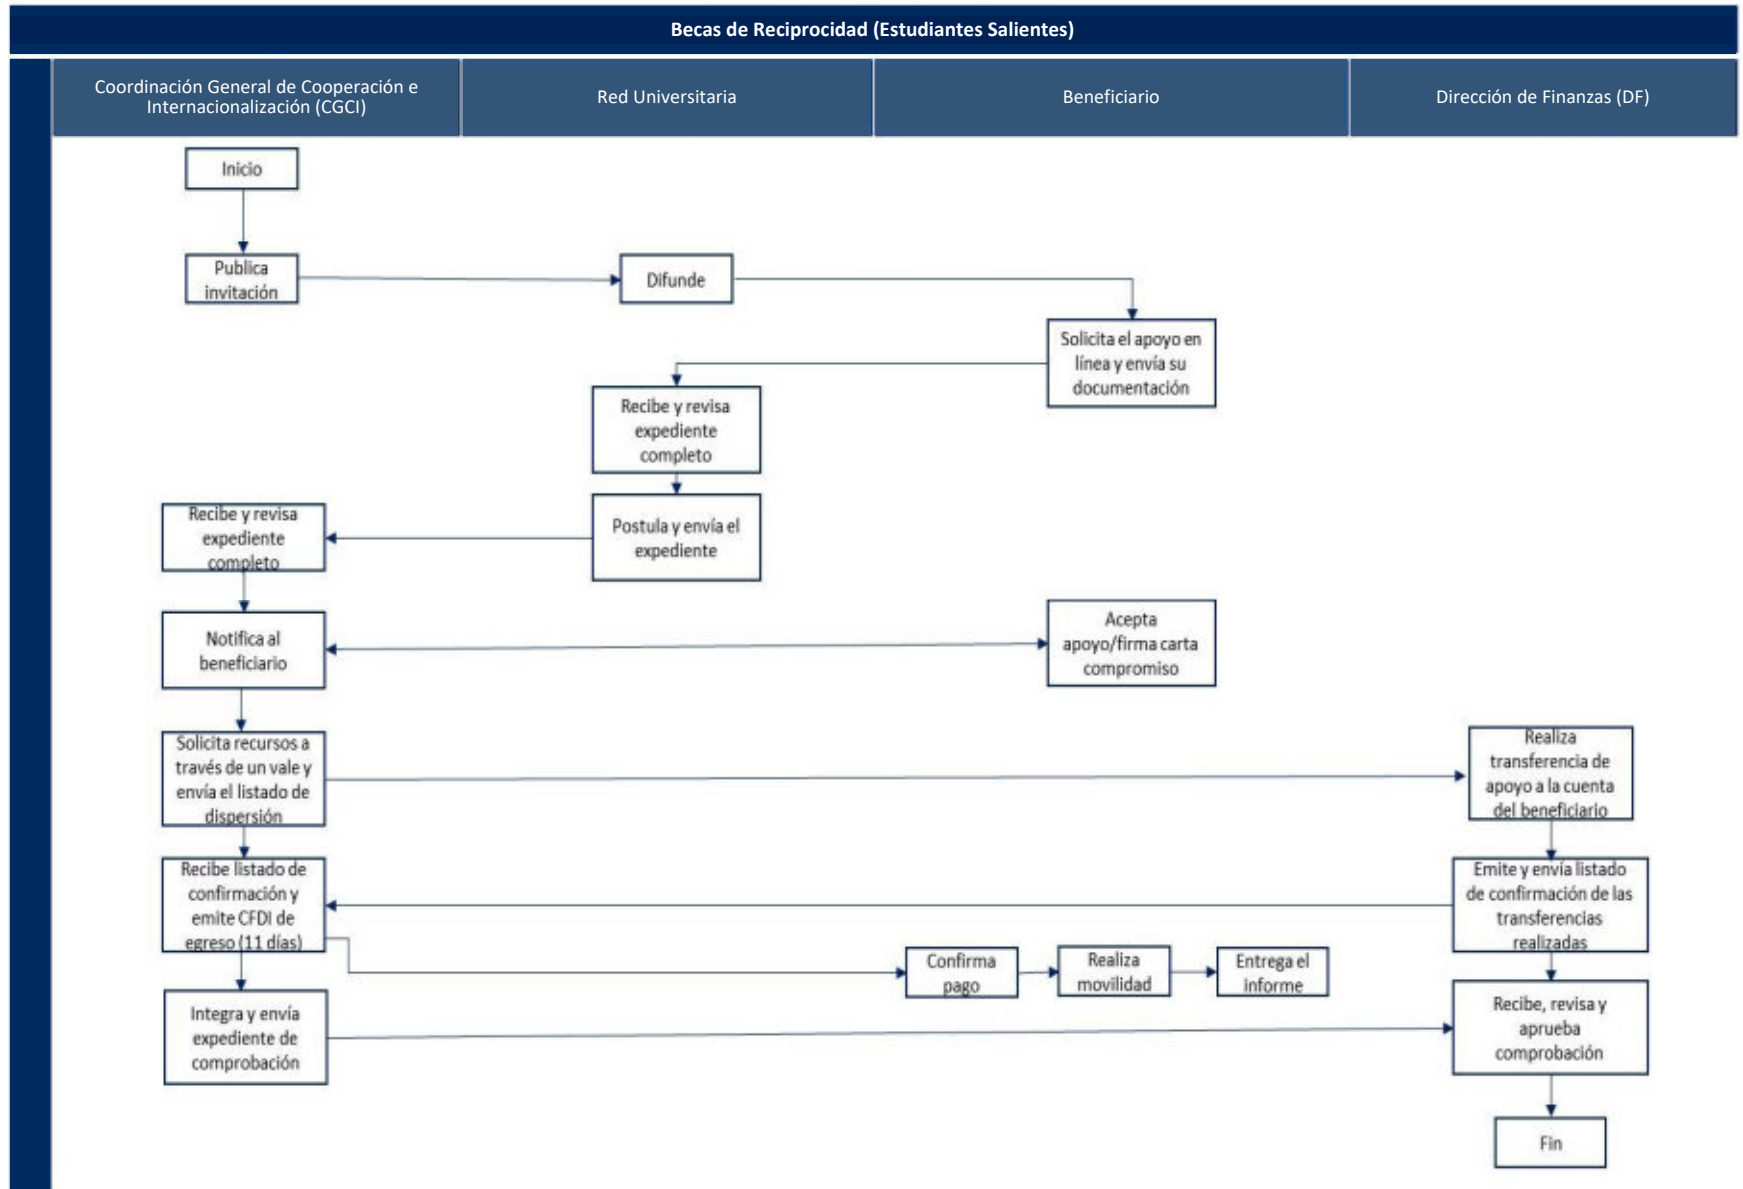 Becas de Reciprocidad (Estudiantes Salientes)
Coordinación General de Cooperación e
Internacionalización (CGCI)
Red Universitaria
Beneficiario
Dirección de Finanzas (DF)
Inicio
Publica
invitación
Difunde
Solicita el apoyo en
línea y envía su
documentación
Recibe y revisa
expediente
completo
Postula y envía el
expediente
Recibe y revisa
expediente
completo
Notifica al
beneficiario
Acepta
apoyo/firma carta
compromiso
Solicita recursos a
través de un vale y
envía el listado de
dispersión
Realiza
transferencia de
apoyo a la cuenta
del beneficiario
Recibe listado de
confirmación y
emite CFDI de
egreso (11 días)
Emite y envía listado
de confirmación de las
transferencias
realizadas
Confirma
pago
Realiza
movilidad
Entrega el
informe
Integra y envía
expediente de
comprobación
Recibe, revisa y
aprueba
comprobación
Fin